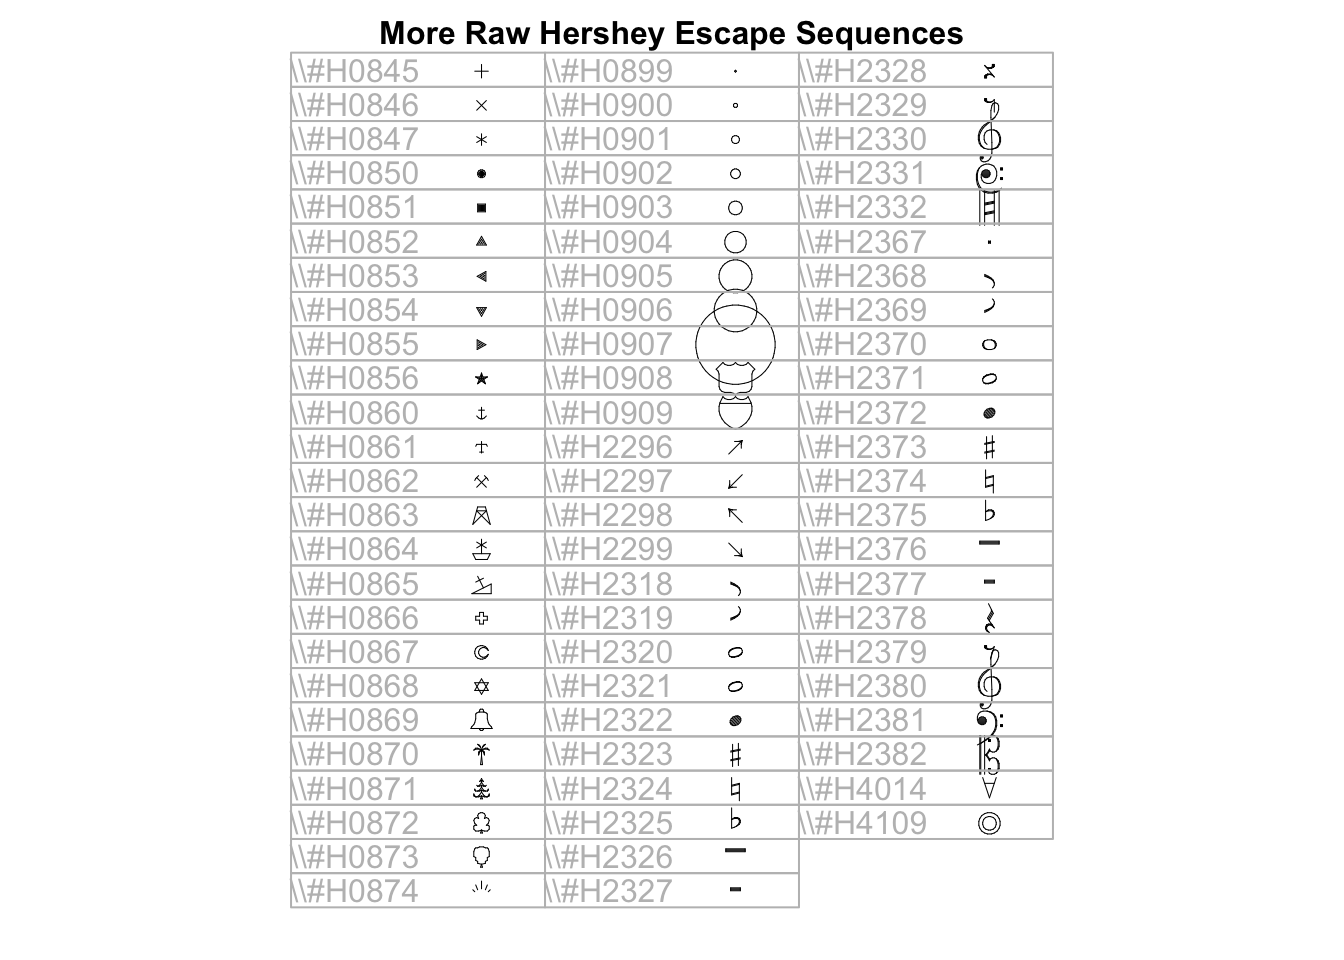 More Raw Hershey Escape Sequences
\\#H0845 \\#H0899 \\#H2328
\\#H0846 \\#H0900 \\#H2329
\\#H0847 \\#H0901 \\#H2330
\\#H0850 \\#H0902 \\#H2331
\\#H0851 \\#H0903 \\#H2332
\\#H0852 \\#H0904 \\#H2367
\\#H0853 \\#H0905 \\#H2368
\\#H0854 \\#H0906 \\#H2369
\\#H0855 \\#H0907 \\#H2370
\\#H0856 \\#H0908 \\#H2371
\\#H0860 \\#H0909 \\#H2372
\\#H0861 \\#H2296 \\#H2373
\\#H0862 \\#H2297 \\#H2374
\\#H0863 \\#H2298 \\#H2375
\\#H0864 \\#H2299 \\#H2376
\\#H0865 \\#H2318 \\#H2377
\\#H0866 \\#H2319 \\#H2378
\\#H0867 \\#H2320 \\#H2379
\\#H0868 \\#H2321 \\#H2380
\\#H0869 \\#H2322 \\#H2381
\\#H0870 \\#H2323 \\#H2382
\\#H0871 \\#H2324 \\#H4014
\\#H0872 \\#H2325 \\#H4109
\\#H0873 \\#H2326
\\#H0874 \\#H2327